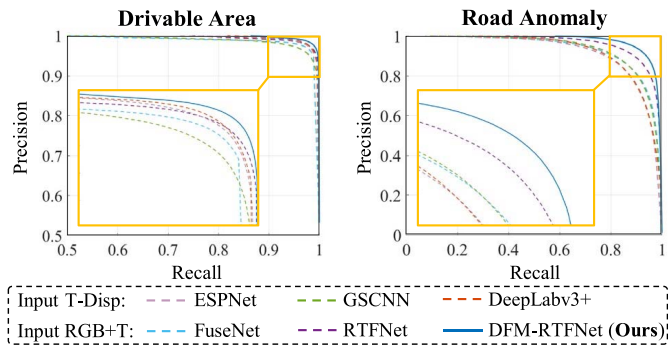 Drivable Area
Road Anomaly
Precision
1
0.9
0.8
0.7
0.6
0.5
0.5 0.6 0.7 0.8 0.9 1
Recall
Precision
1
0.8
0.6
0.4
0.2
0
0 0.2 0.4 0.6 0.8 1
Recall
Input T-Disp: ESPNet GSCNN DeepLabv3+
Input RGB+T: FuseNet RTFNet DFM-RTFNet (Ours)